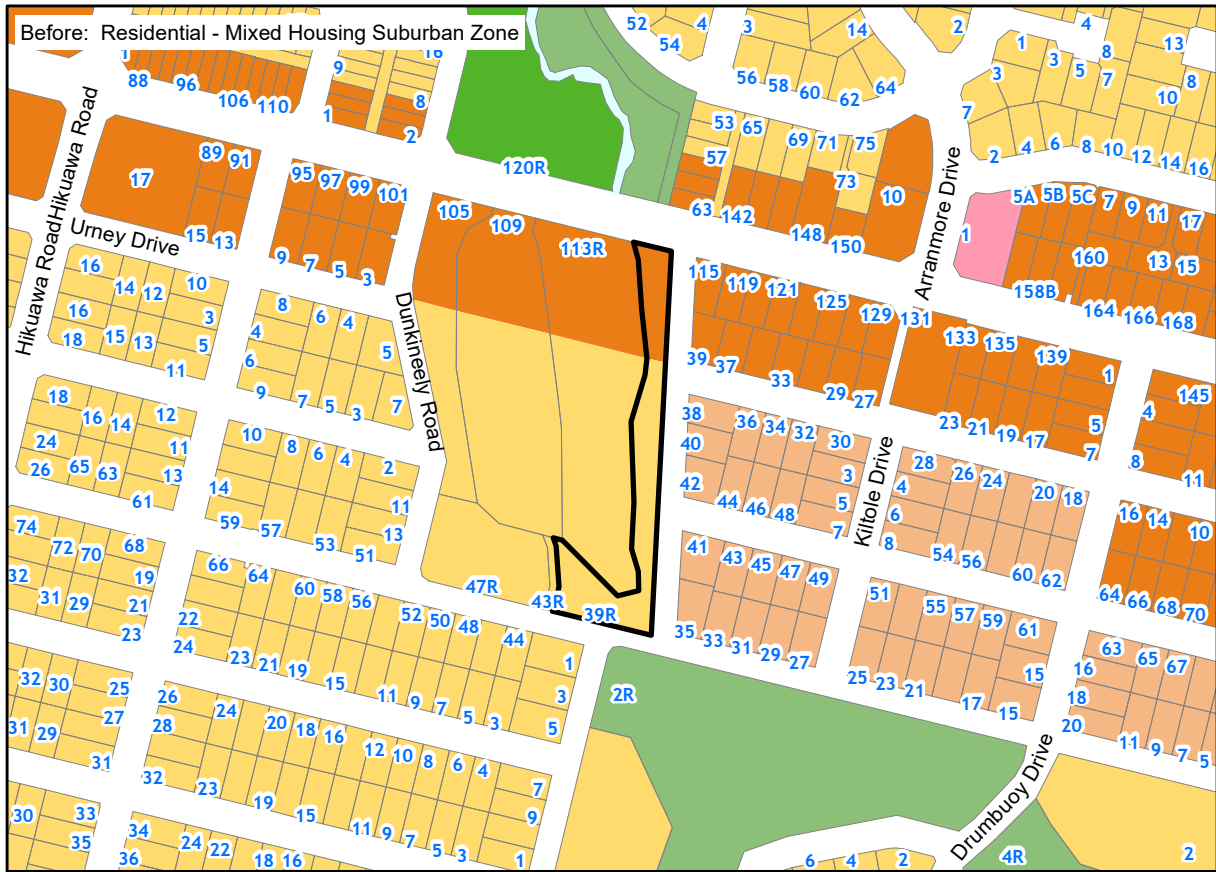 Before: Residential - Mixed Housing Suburban Zone
52 4 3 14 2 4
54 1 3 8 13
1 9 16 5 7 8
88 96 106 110 8 56 58 60 62 64 3 10
1 2 53 65 69 71 75 7
57 2 4 6 8 10 12 14 16
89 91 120R 73
17 95 97 99 101 10 5A 5B 5C 7 9 11 17
105 109 63 142 148 150 1
15 13 113R 160 13 15
Urney Drive
Hikuawa Road
Hikuawa Road
Arranmore Drive
9 7 5 3 115 119 121 125 129 131 158B 164 166 168
16 14 12 10 8 6 4 133 135 139
16 3 4 5 1
18 15 13 5 6 39 37 33 29 27 4 145
11 9 7 5 3 7
Dunkineely Road
18 16 14 12 38 36 34 32 30 23 21 19 17 5
24 11 10 8 6 4 2 40 3 28 26 24 20 18 7 8 11
26 65 63 13 14 42 44 46 48 5 4 16 14 10
61 59 57 53 51 11 13 7 6
Kiltole Drive
74 72 70 68 66 64 41 43 45 47 49 8 54 56 60 62
32 31 29 19 60 58 56 47R 51 55 57 59 61 64 66 68 70
21 22 52 50 48 44 43R 39R
23 24 23 21 19 15 11 9 7 5 3 1 35 33 31 29 27 63 65 67
32 30 25 26 24 3 2R 25 23 21 17 15 15 16 18
31 29 27 28 20 18 16 12 10 8 6 4 5 20 11 9 7 5
31 32 23 19 15 7
Drumbuoy Drive
30 33 34 24 22 11 9 7 5 3 9
35 36 18 16 1 6 4 2 4R 2